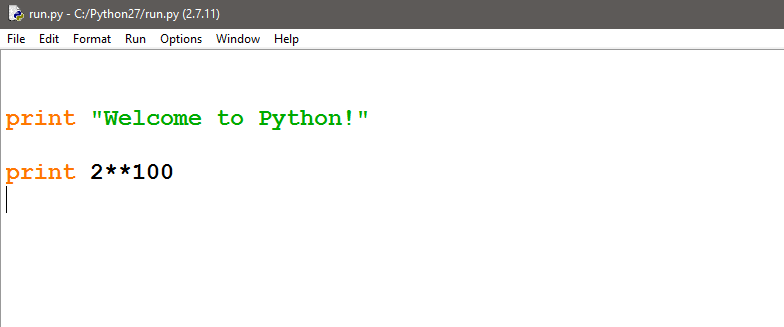 run.py - C:/Python27/run.py (2.7.11)
File Edit Format Run Options Window Help
print "Welcome to Python!"
print 2**100